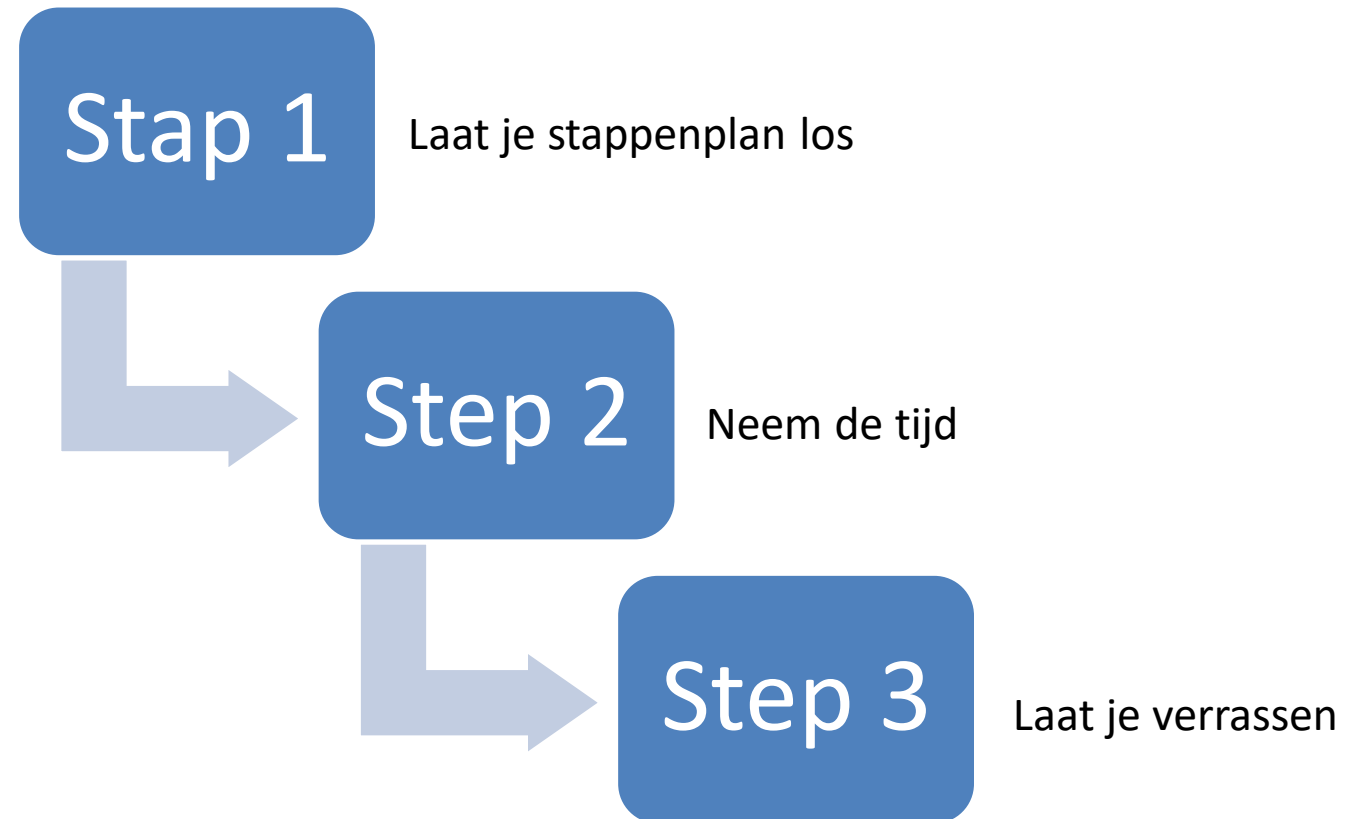 Stap 1
Laat je stappenplan los
Step 2
Neem de tijd
Step 3
Laat je verrassen